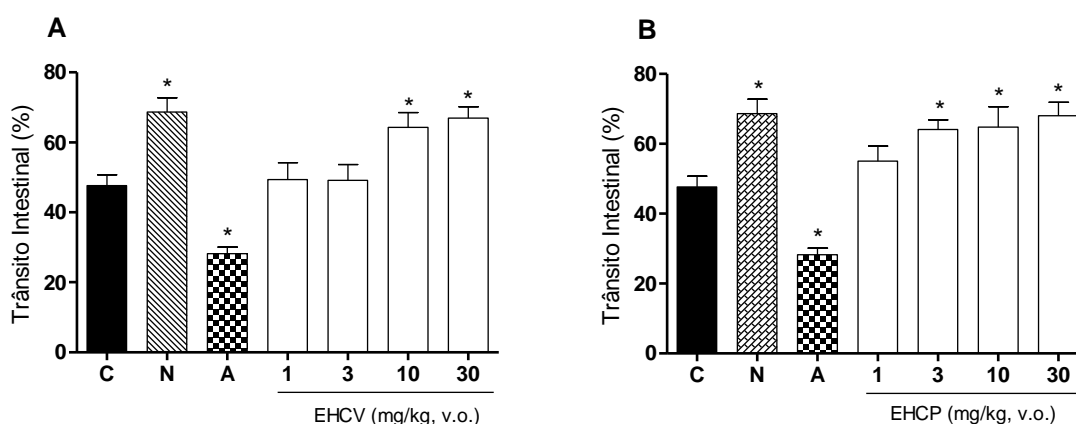 A
Trânsito Intestinal (%)
80
60
40
20
0
*
*
*
*
C N A 1 3 10 30
EHCV (mg/kg, v.o.)
B
Trânsito Intestinal (%)
80
60
40
20
0
*
*
*
*
*
C N A 1 3 10 30
EHCP (mg/kg, v.o.)